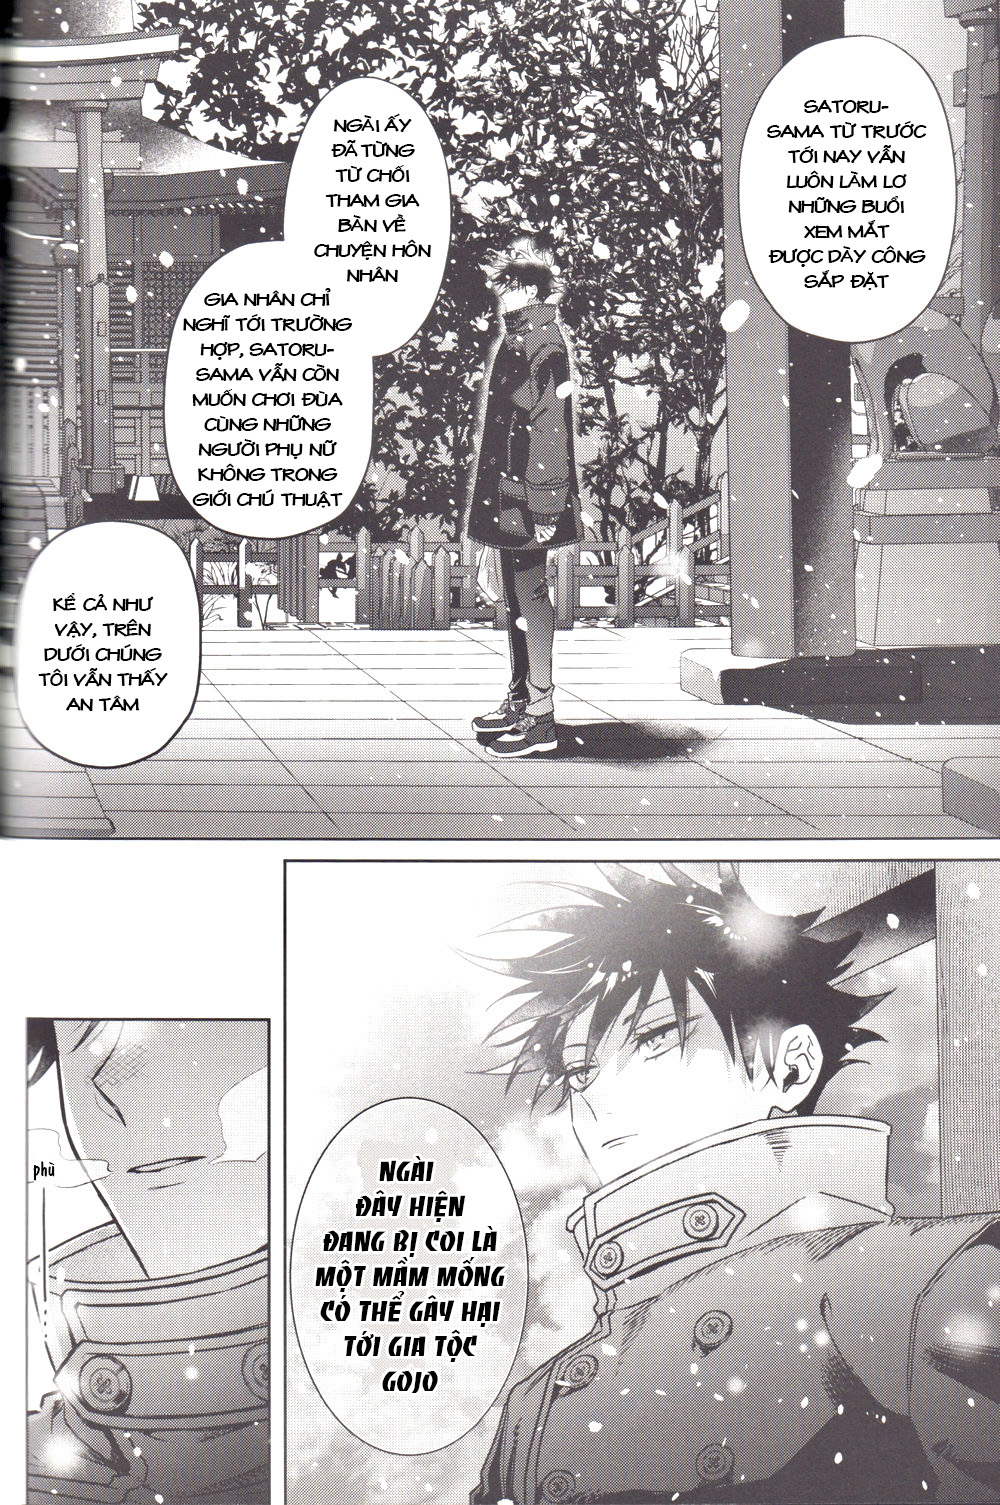 SATORU-
SAMA TỪ TRƯỚC
TỚI NAY VẪN
LUÔN LÀM LƠ
NHỮNG BUỔI
XEM MẮT
ĐƯỢC DÀY CÔNG
SẮP ĐẶT
NGÀI ẤY
ĐÃ TỪNG
TỪ CHỐI
THAM GIA
BÀN VỀ
CHUYỆN HÔN
NHÂN
GIA NHÂN CHỈ
NGHĨ TỚI TRƯỜNG
HỢP, SATORU-
SAMA VẪN CÒN
MUỐN CHƠI ĐÙA
CÙNG NHỮNG
NGƯỜI PHỤ NỮ
KHÔNG TRONG
GIỚI CHÚ THUẬT
KỂ CẢ NHƯ
VẬY, TRÊN
DƯỚI CHÚNG
TÔI VẪN THẤY
AN TÂM
NGÀI
ĐÂY HIỆN
ĐANG BỊ COI LÀ
MỘT MẦM MỐNG
CÓ THỂ GÂY HẠI
TỚI GIA TỘC
GOJO
phù